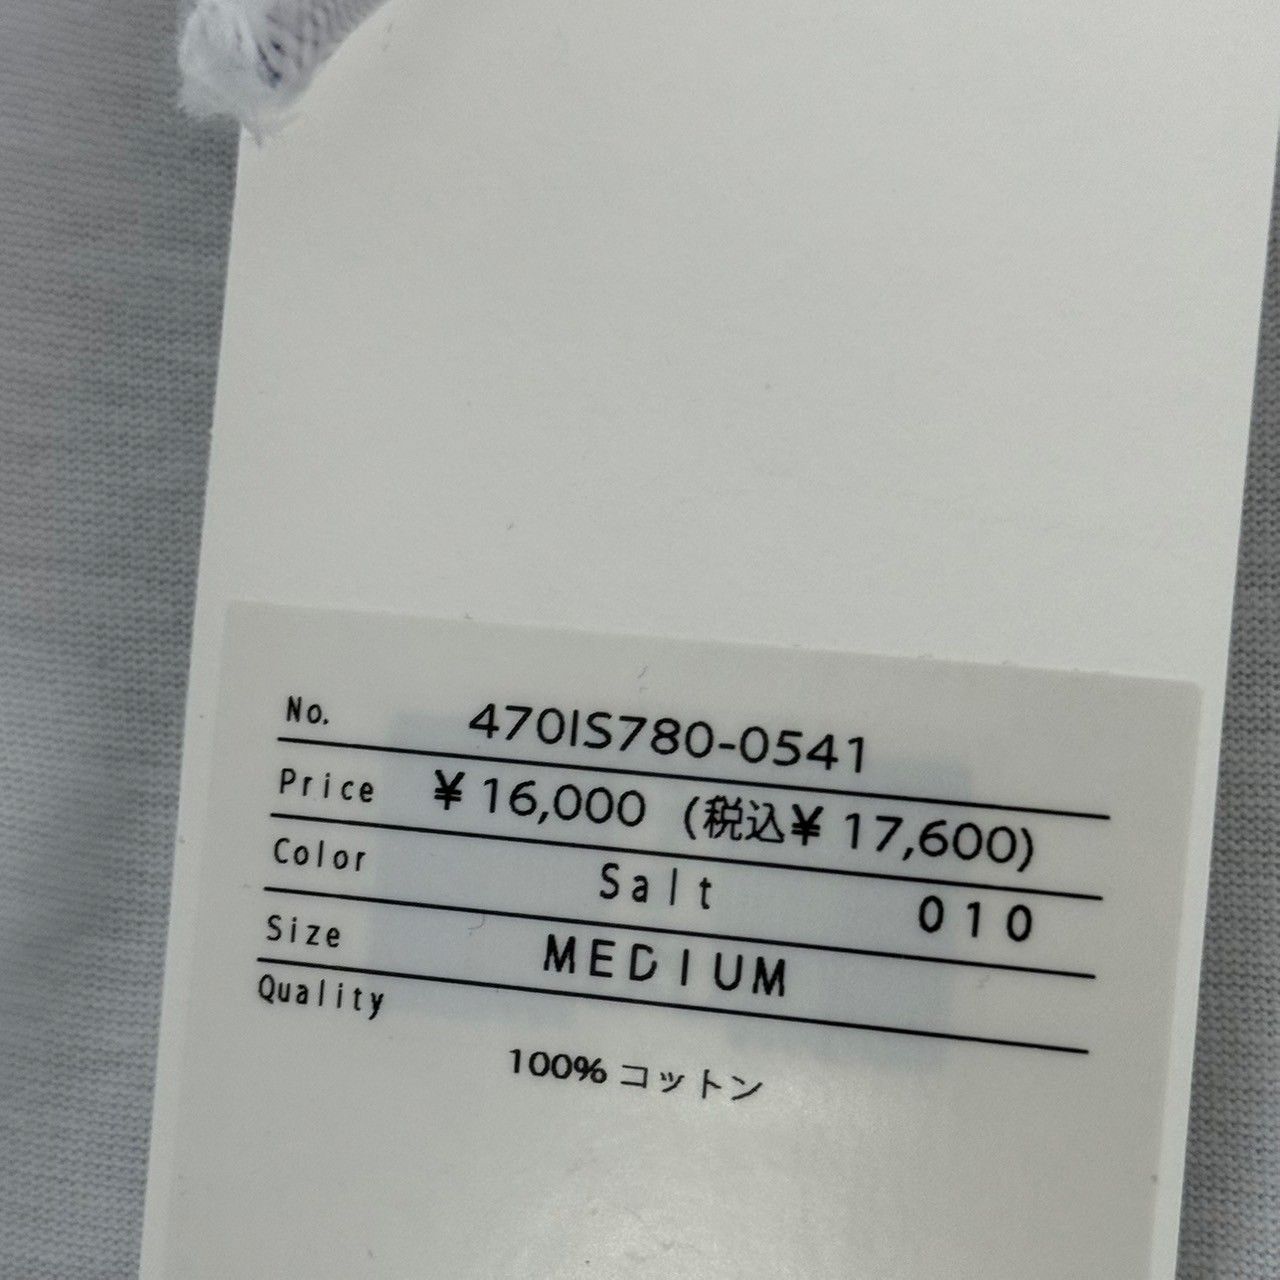 No. 470IS780-0541
Price ¥ 16,000 (税込¥ 17,600)
Color Salt 010
Size MEDIUM
Quality
100% コットン